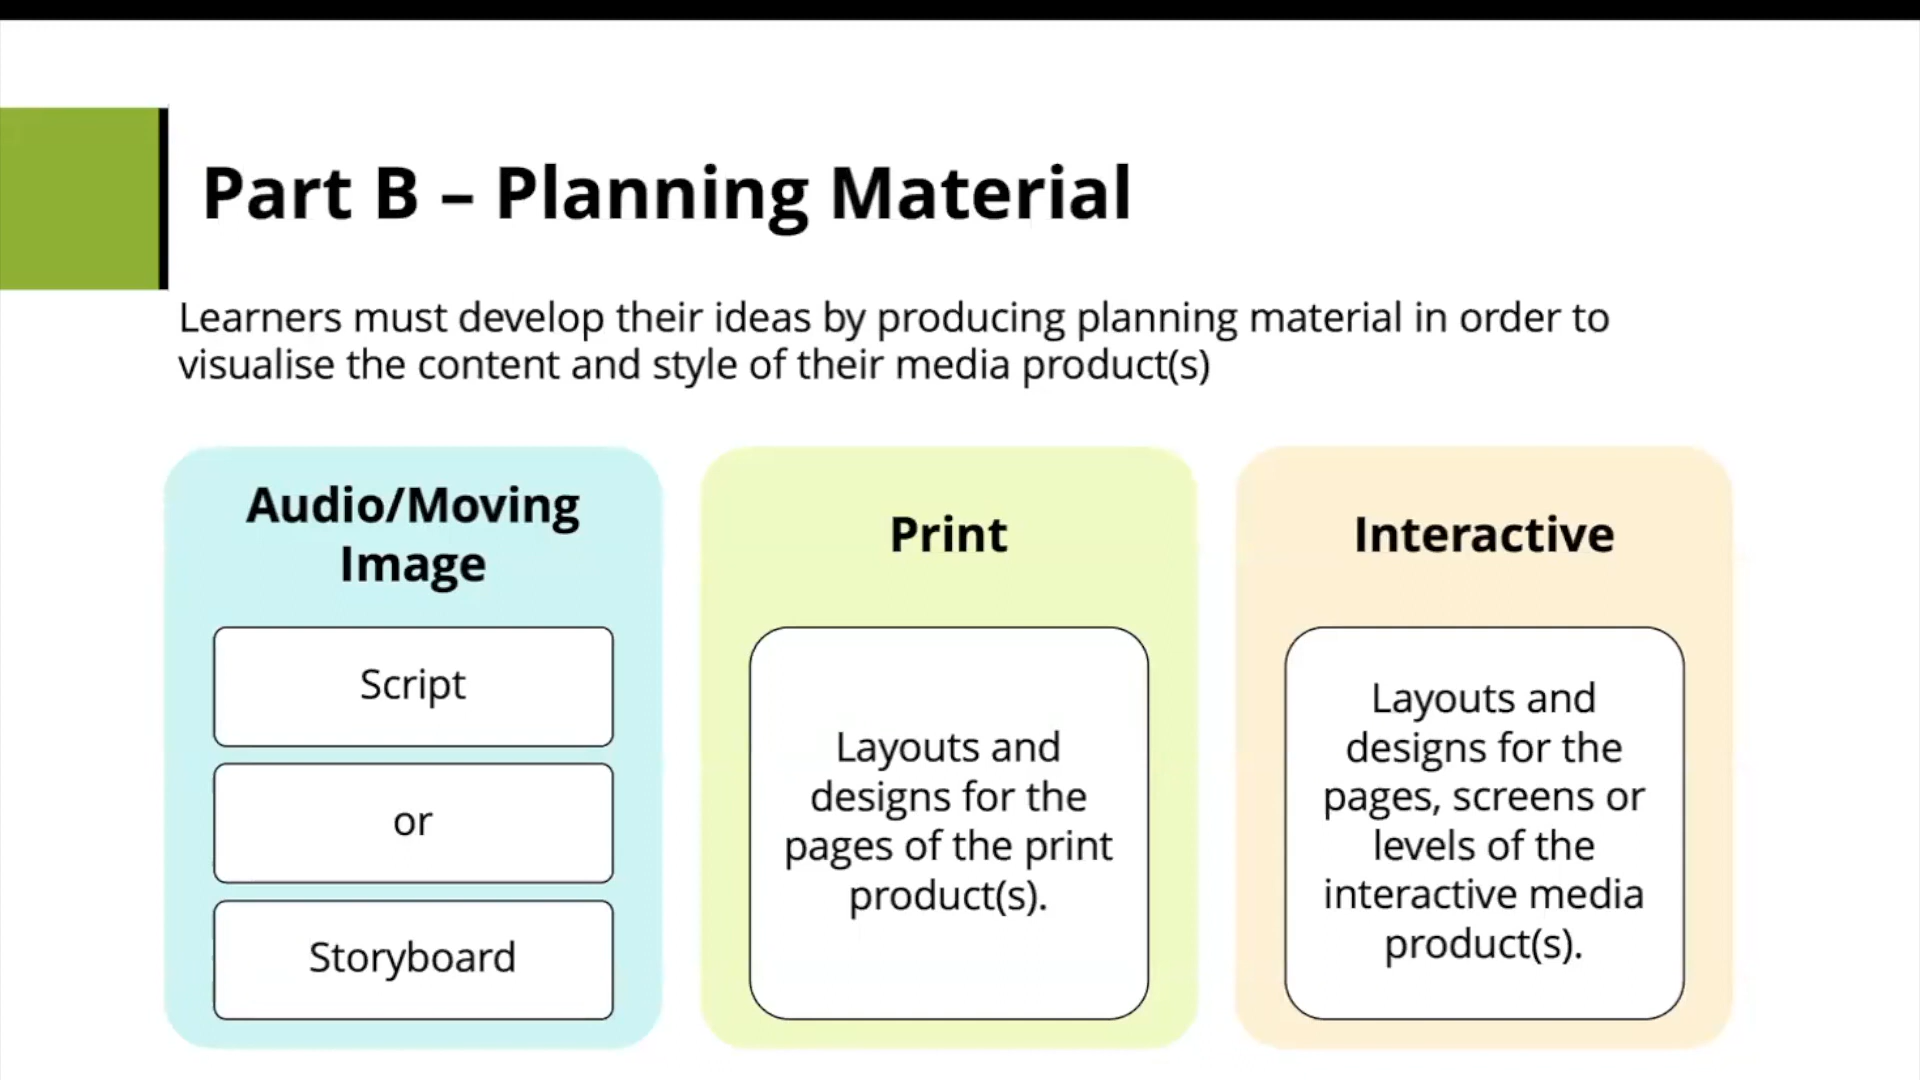 Part B – Planning Material
Learners must develop their ideas by producing planning material in order to
visualise the content and style of their media product(s)
Audio/Moving
Image
Script
or
Storyboard
Print
Layouts and
designs for the
pages of the print
product(s).
Interactive
Layouts and
designs for the
pages, screens or
levels of the
interactive media
product(s).